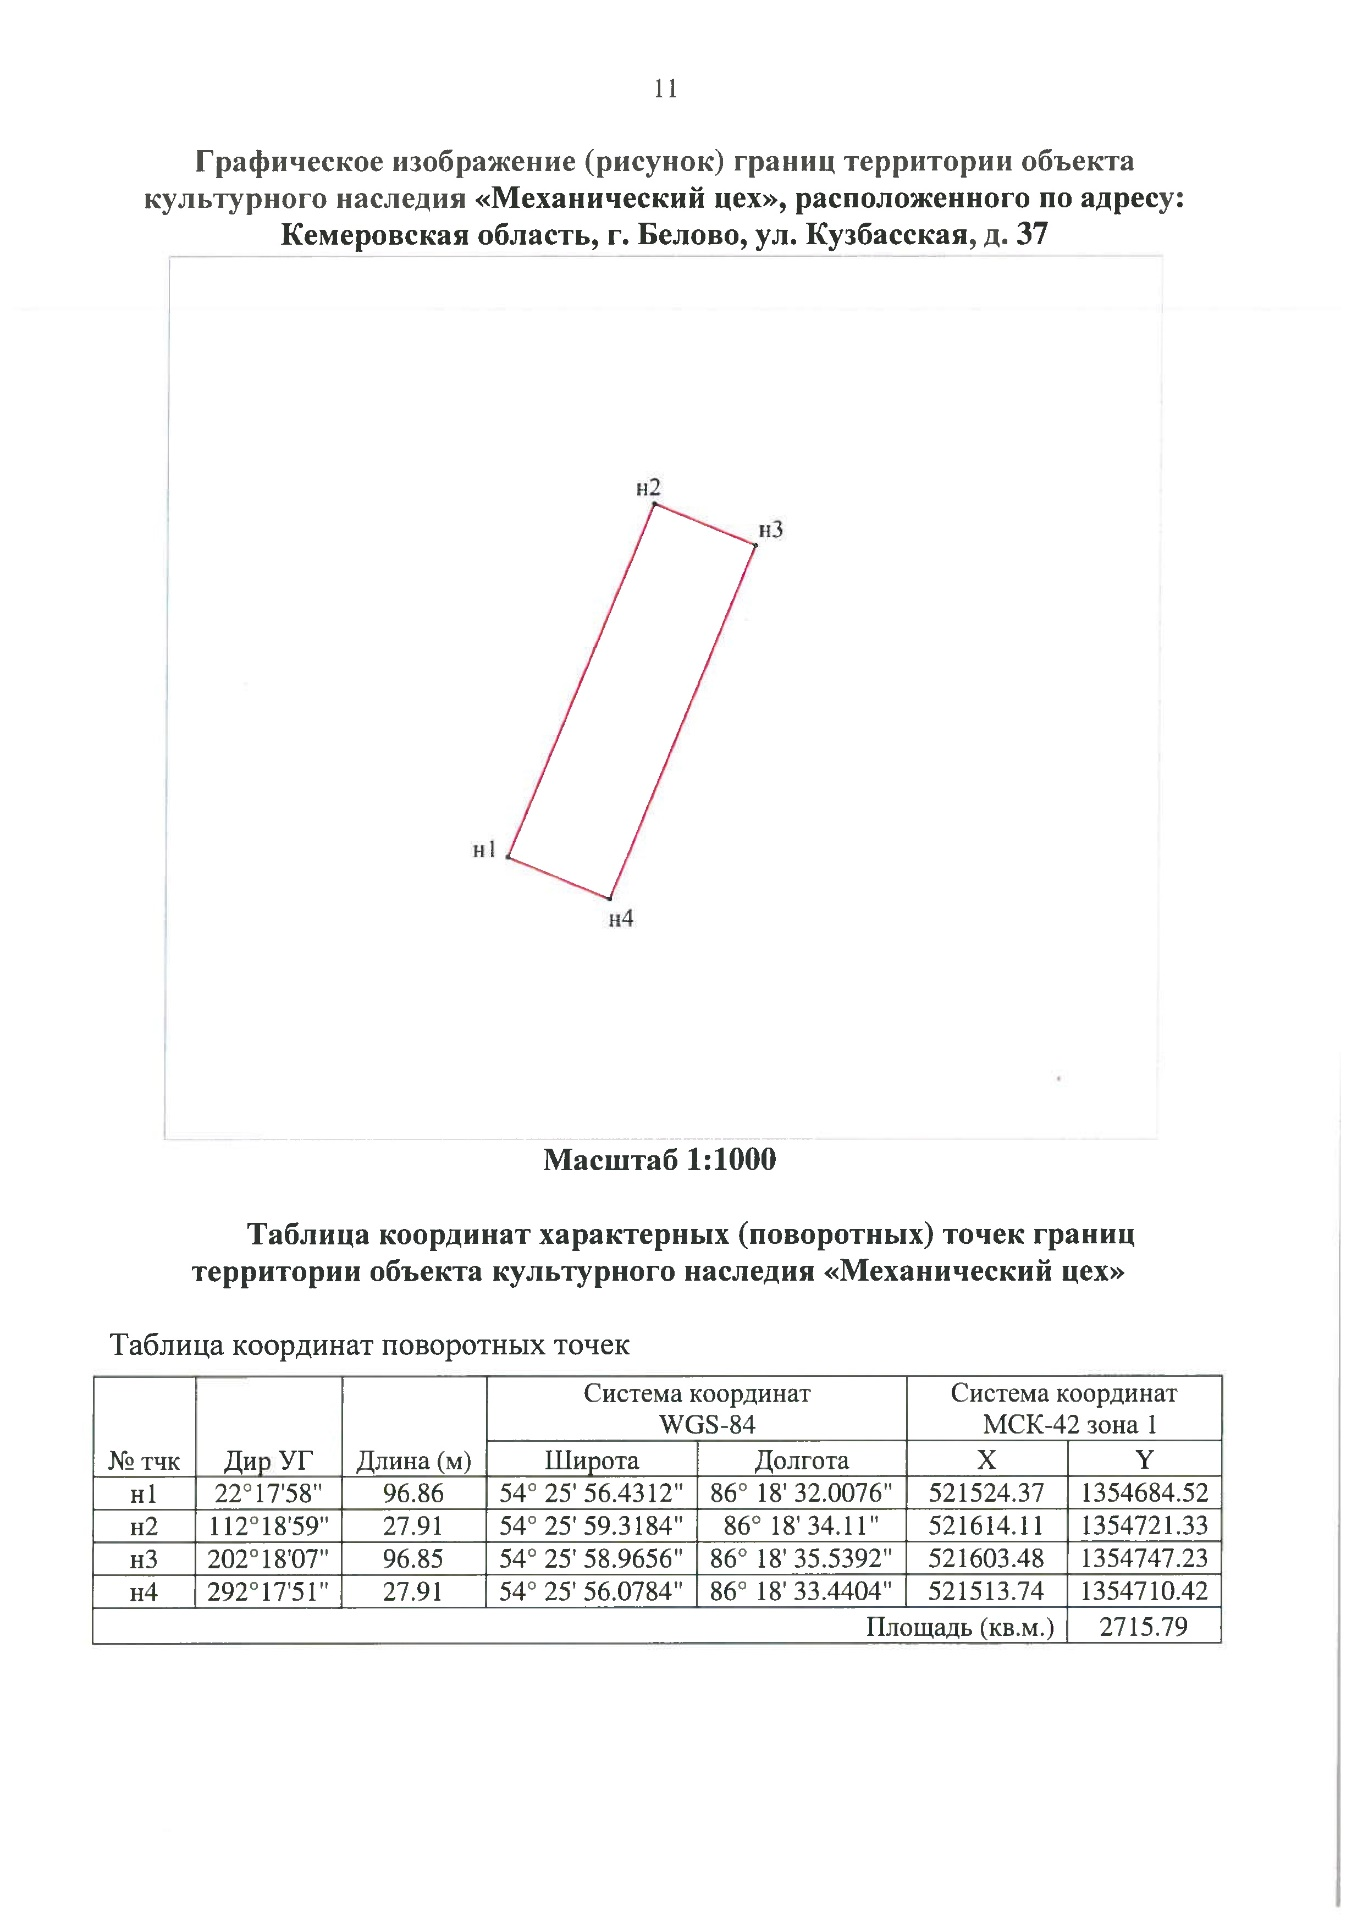 11
Графическое изображение (рисунок) границ территории объекта
культурного наследия «Механический цех», расположенного по адресу:
Кемеровская область, г. Белово, ул. Кузбасская, д. 37
н2
н3
н1
н4
Масштаб 1:1000
Таблица координат характерных (поворотных) точек границ
территории объекта культурного наследия «Механический цех»
Таблица координат поворотных точек
Система координат Система координат
WGS-84 МСК-42 зона 1
№ тчк Дир УГ Длина (м) Широта Долгота X Y
н1 22°17'58" 96.86 54° 25' 56.4312" 86° 18' 32.0076" 521524.37 1354684.52
н2 112°18'59" 27.91 54° 25' 59.3184" 86° 18' 34.11" 521614.11 1354721.33
н3 202°18'07" 96.85 54° 25' 58.9656" 86° 18' 35.5392" 521603.48 1354747.23
н4 292°17'51" 27.91 54° 25' 56.0784" 86° 18' 33.4404" 521513.74 1354710.42
Площадь (кв.м.) 2715.79